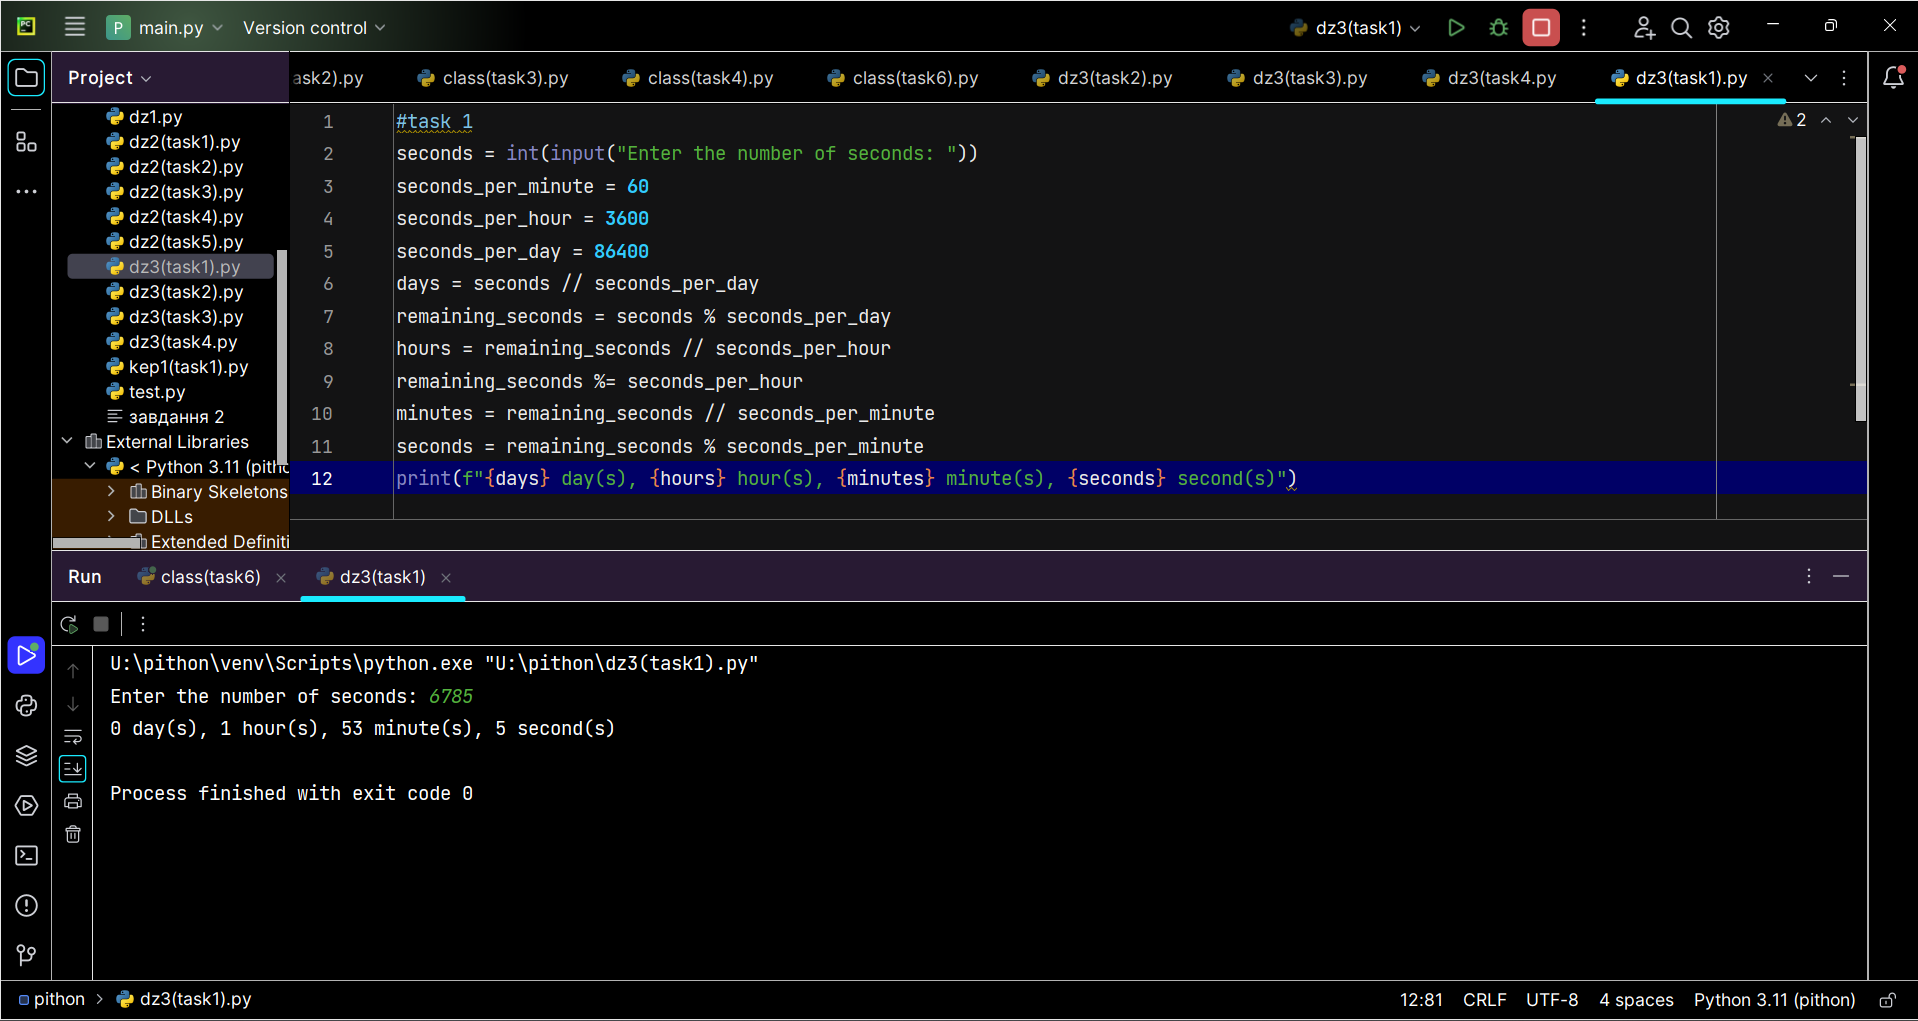 PC
P main.py Version control dz3(task1)
Project
ask2).py class(task3).py class(task4).py class(task6).py dz3(task2).py dz3(task3).py dz3(task4.py dz3(task1).py
dz1.py
dz2(task1).py
dz2(task2).py
dz2(task3).py
dz2(task4).py
dz2(task5).py
dz3(task1).py
dz3(task2).py
dz3(task3).py
dz3(task4.py
kep1(task1).py
test.py
завдання 2
External Libraries
< Python 3.11 (pith
Binary Skeletons
DLLs
Extended Definiti
2
1 #task 1
2 seconds = int(input("Enter the number of seconds: "))
3 seconds_per_minute = 60
4 seconds_per_hour = 3600
5 seconds_per_day = 86400
6 days = seconds // seconds_per_day
7 remaining_seconds = seconds % seconds_per_day
8 hours = remaining_seconds // seconds_per_hour
9 remaining_seconds %= seconds_per_hour
10 minutes = remaining_seconds // seconds_per_minute
11 seconds = remaining_seconds % seconds_per_minute
12 print(f"{days} day(s), {hours} hour(s), {minutes} minute(s), {seconds} second(s)")
Run class(task6) dz3(task1)
U:\pithon\venv\Scripts\python.exe "U:\pithon\dz3(task1).py"
Enter the number of seconds: 6785
0 day(s), 1 hour(s), 53 minute(s), 5 second(s)
Process finished with exit code 0
pithon dz3(task1).py 12:81 CRLF UTF-8 4 spaces Python 3.11 (pithon)